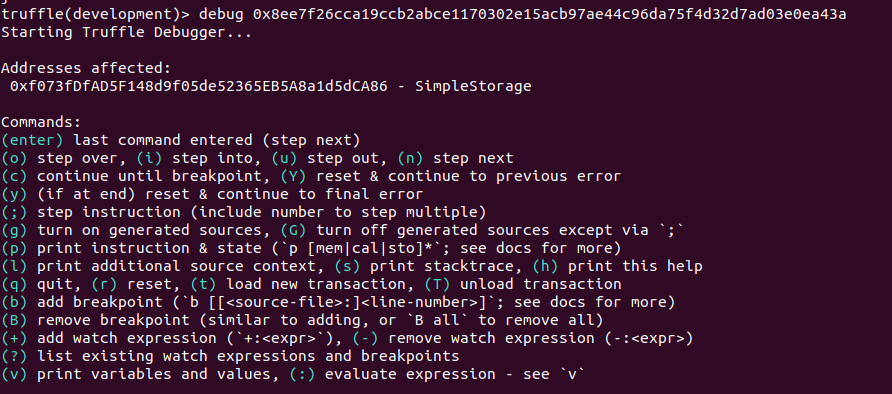 truffle(development)> debug 0x8ee7f26cca19ccb2abce1170302e15acb97ae44c96da75f4d32d7ad03e0ea43a
Starting Truffle Debugger...
Addresses affected:
0xf073fDfAD5F148d9f05de52365EB5A8a1d5dCA86 - SimpleStorage
Commands:
(enter) last command entered (step next)
(o) step over, (i) step into, (u) step out, (n) step next
(c) continue until breakpoint, (Y) reset & continue to previous error
(y) (if at end) reset & continue to final error
(;) step instruction (include number to step multiple)
(g) turn on generated sources, (G) turn off generated sources except via `;`
(p) print instruction & state (`p [mem|cal|sto]*`; see docs for more)
(l) print additional source context, (s) print stacktrace, (h) print this help
(q) quit, (r) reset, (t) load new transaction, (T) unload transaction
(b) add breakpoint (`b [[<source-file>:]<line-number>]`; see docs for more)
(B) remove breakpoint (similar to adding, or `B all` to remove all)
(+) add watch expression (`+:<expr>`), (-) remove watch expression (-:<expr>)
(?) list existing watch expressions and breakpoints
(v) print variables and values, (:) evaluate expression - see `v`